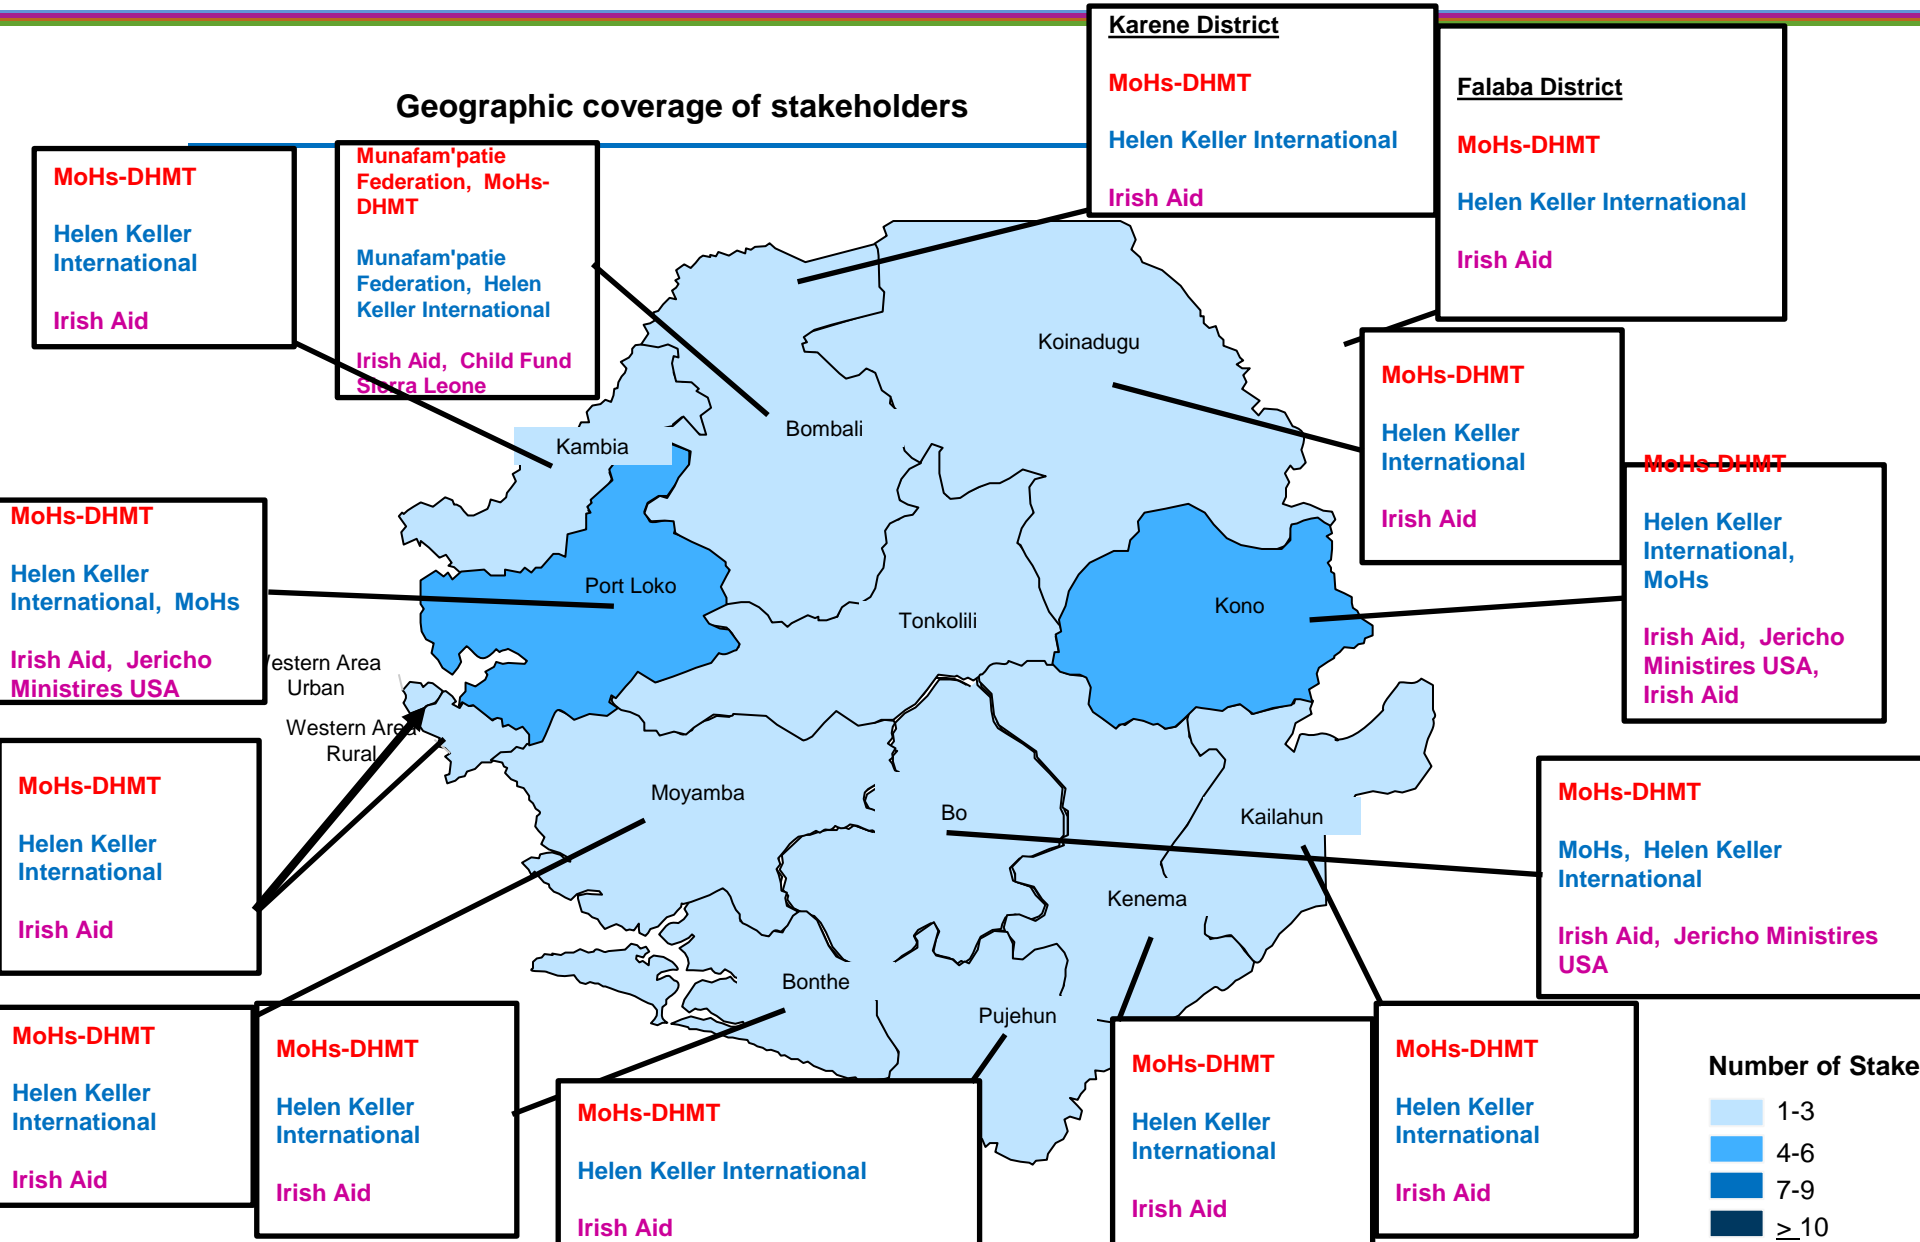 Geographic coverage of stakeholders
Karene District
MoHs-DHMT
Helen Keller International
Irish Aid
Falaba District
MoHs-DHMT
Helen Keller International
Irish Aid
MoHs-DHMT
Helen Keller
International
Irish Aid
Munafam'patie
Federation, MoHs-
DHMT
Munafam'patie
Federation, Helen
Keller International
Irish Aid, Child Fund
Sierra Leone
MoHs-DHMT
Helen Keller
International
Irish Aid
MoHs-DHMT
Helen Keller
International,
MoHs
Irish Aid, Jericho
Ministires USA,
Irish Aid
MoHs-DHMT
Helen Keller
International, MoHs
Irish Aid, Jericho
Ministires USA
Koinadugu
Bombali
Kambia
Port Loko
Kono
Tonkolili
estern Area
Urban
Western Area
Rural
Moyamba
Bo
Kailahun
Kenema
Bonthe
Pujehun
MoHs-DHMT
Helen Keller
International
Irish Aid
MoHs-DHMT
MoHs, Helen Keller
International
Irish Aid, Jericho Ministires
USA
MoHs-DHMT
Helen Keller
International
Irish Aid
MoHs-DHMT
Helen Keller
International
Irish Aid
MoHs-DHMT
Helen Keller International
Irish Aid
MoHs-DHMT
Helen Keller
International
Irish Aid
MoHs-DHMT
Helen Keller
International
Irish Aid
Number of Stake
1-3
4-6
7-9
> 10